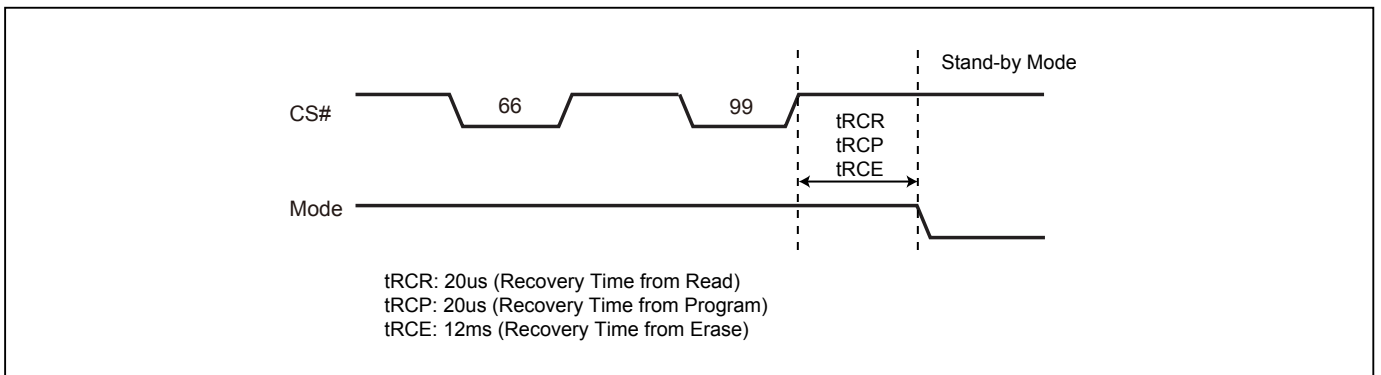 Stand-by Mode
CS#
66
99
tRCR
tRCP
tRCE
Mode
tRCR: 20us (Recovery Time from Read)
tRCP: 20us (Recovery Time from Program)
tRCE: 12ms (Recovery Time from Erase)